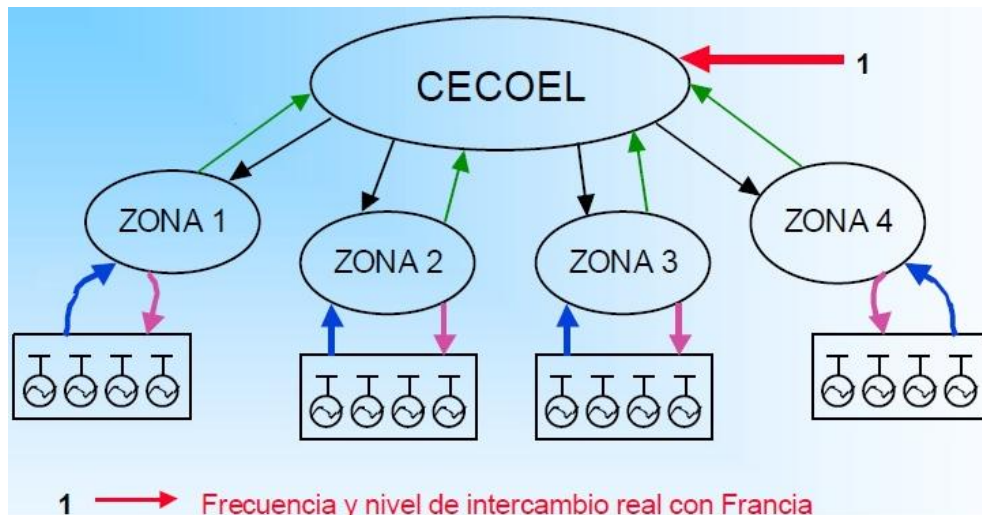 CECOEL
1
ZONA 1
ZONA 2
ZONA 3
ZONA 4
1 Frecuencia y nivel de intercambio real con Francia